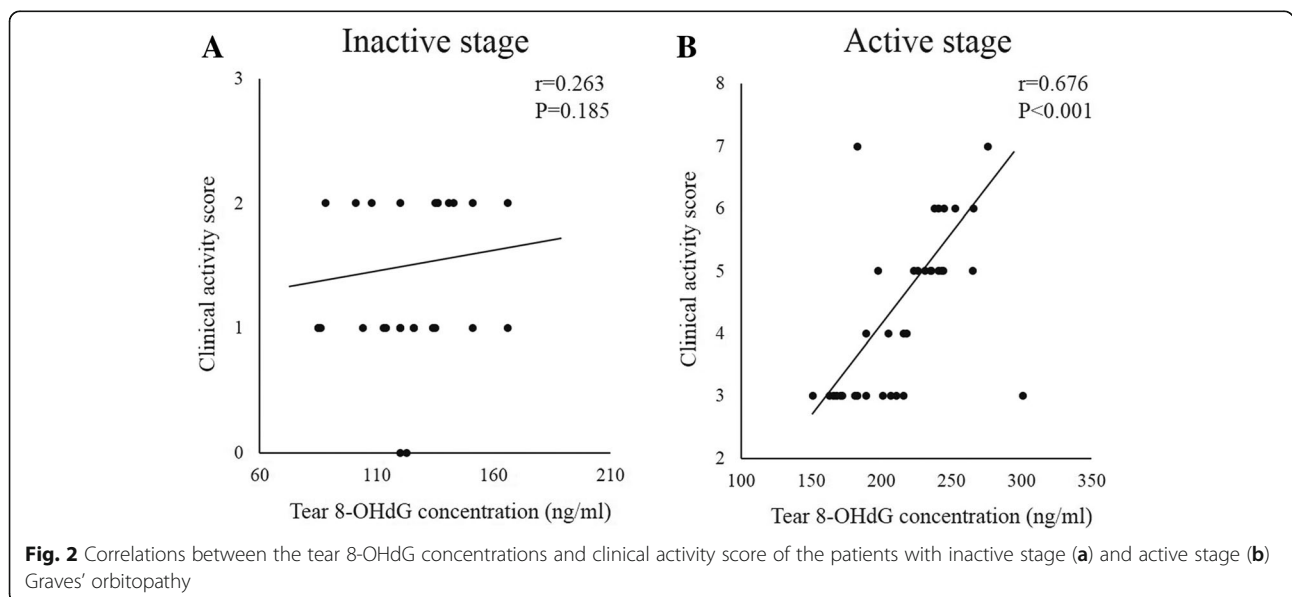 A
Inactive stage
r=0.263
P=0.185
Clinical activity score
3
2
1
0
60
110
160
210
Tear 8-OHdG concentration (ng/ml)
B
Active stage
r=0.676
P<0.001
Clinical activity score
8
7
6
5
4
3
2
100
150
200
250
300
350
Tear 8-OHdG concentration (ng/ml)
Fig. 2 Correlations between the tear 8-OHdG concentrations and clinical activity score of the patients with inactive stage (a) and active stage (b)
Graves' orbitopathy